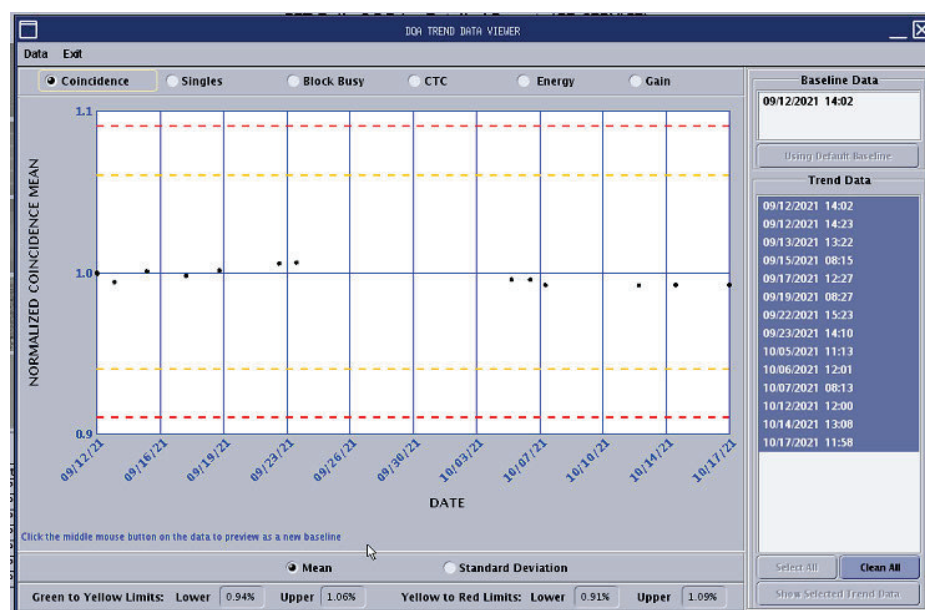 DQA TREND DATA VIEWER
Data Exit
Coincidence Singles Block Busy CTC Energy Gain
Baseline Data
09/12/2021 14:02
Using Default Baseline
Trend Data
09/12/2021 14:02
09/12/2021 14:23
09/13/2021 13:22
09/15/2021 08:15
09/17/2021 12:27
09/19/2021 08:27
09/22/2021 15:23
09/23/2021 14:10
10/05/2021 11:13
10/06/2021 12:01
10/07/2021 08:13
10/12/2021 12:00
10/14/2021 13:08
10/17/2021 11:58
NORMALIZED COINCIDENCE MEAN
1.1
1.0
0.9
09/12/21 09/16/21 09/19/21 09/23/21 09/26/21 09/30/21 10/03/21 10/07/21 10/10/21 10/14/21 10/17/21
DATE
Click the middle mouse button on the data to preview as a new baseline
Mean Standard Deviation
Select All Clean All
Green to Yellow Limits: Lower 0.94% Upper 1.06% Yellow to Red Limits: Lower 0.91% Upper 1.09%
Show Selected Trend Data